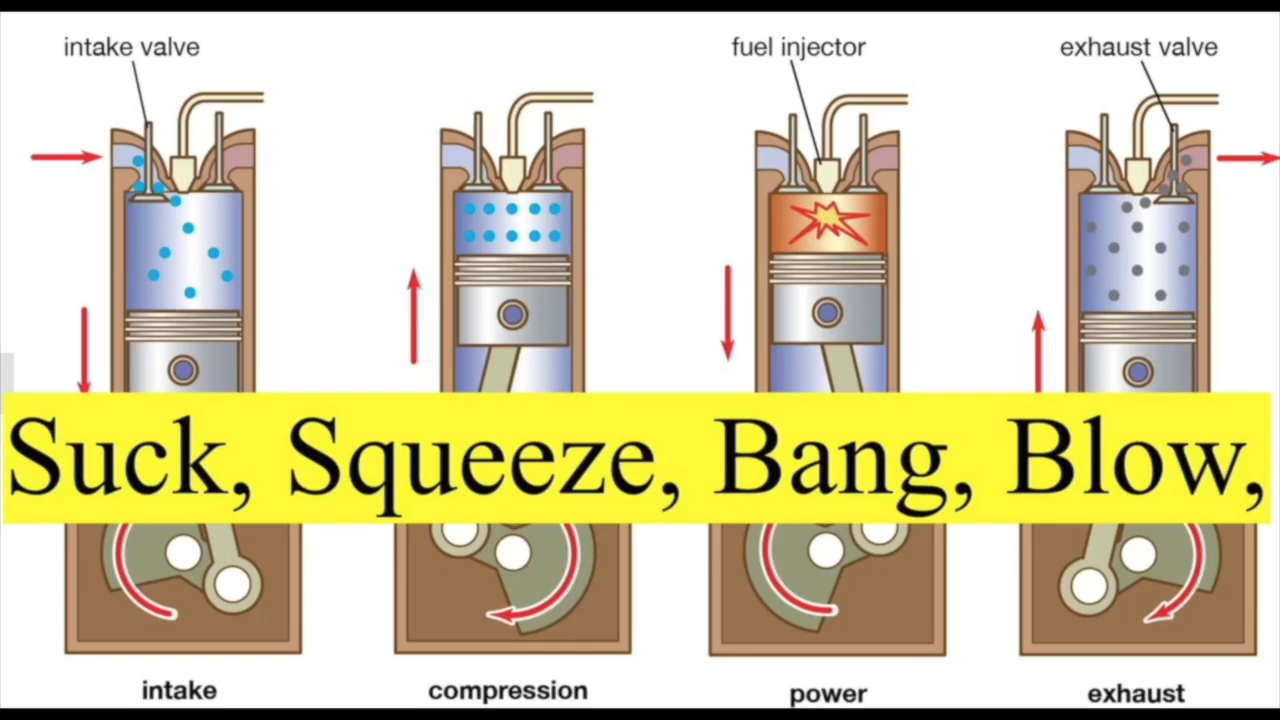 intake valve
fuel injector
exhaust valve
Suck, Squeeze, Bang, Blow,
intake
compression
power
exhaust